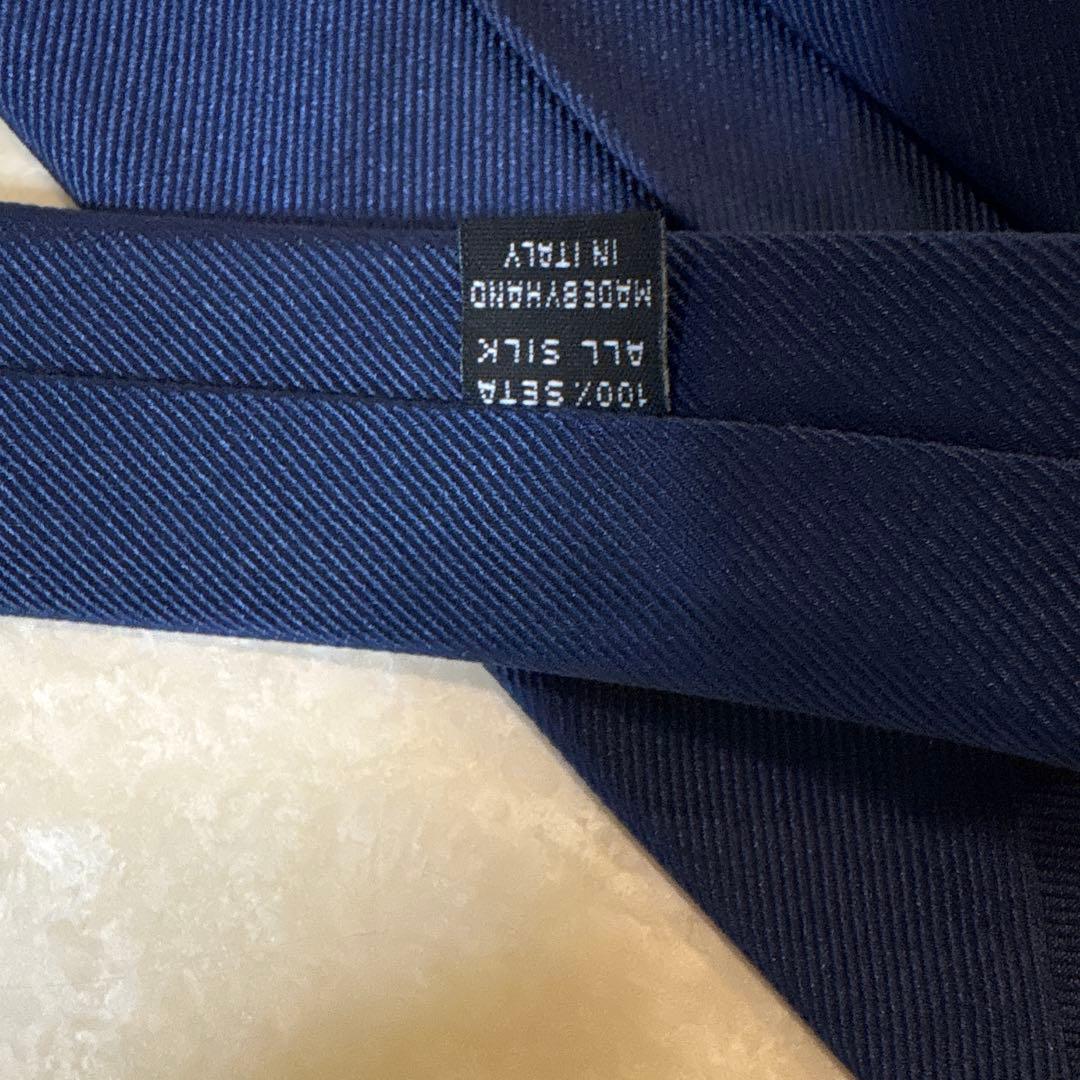 100% SETA
ALL SILK
MADEBYHAND
IN ITALY